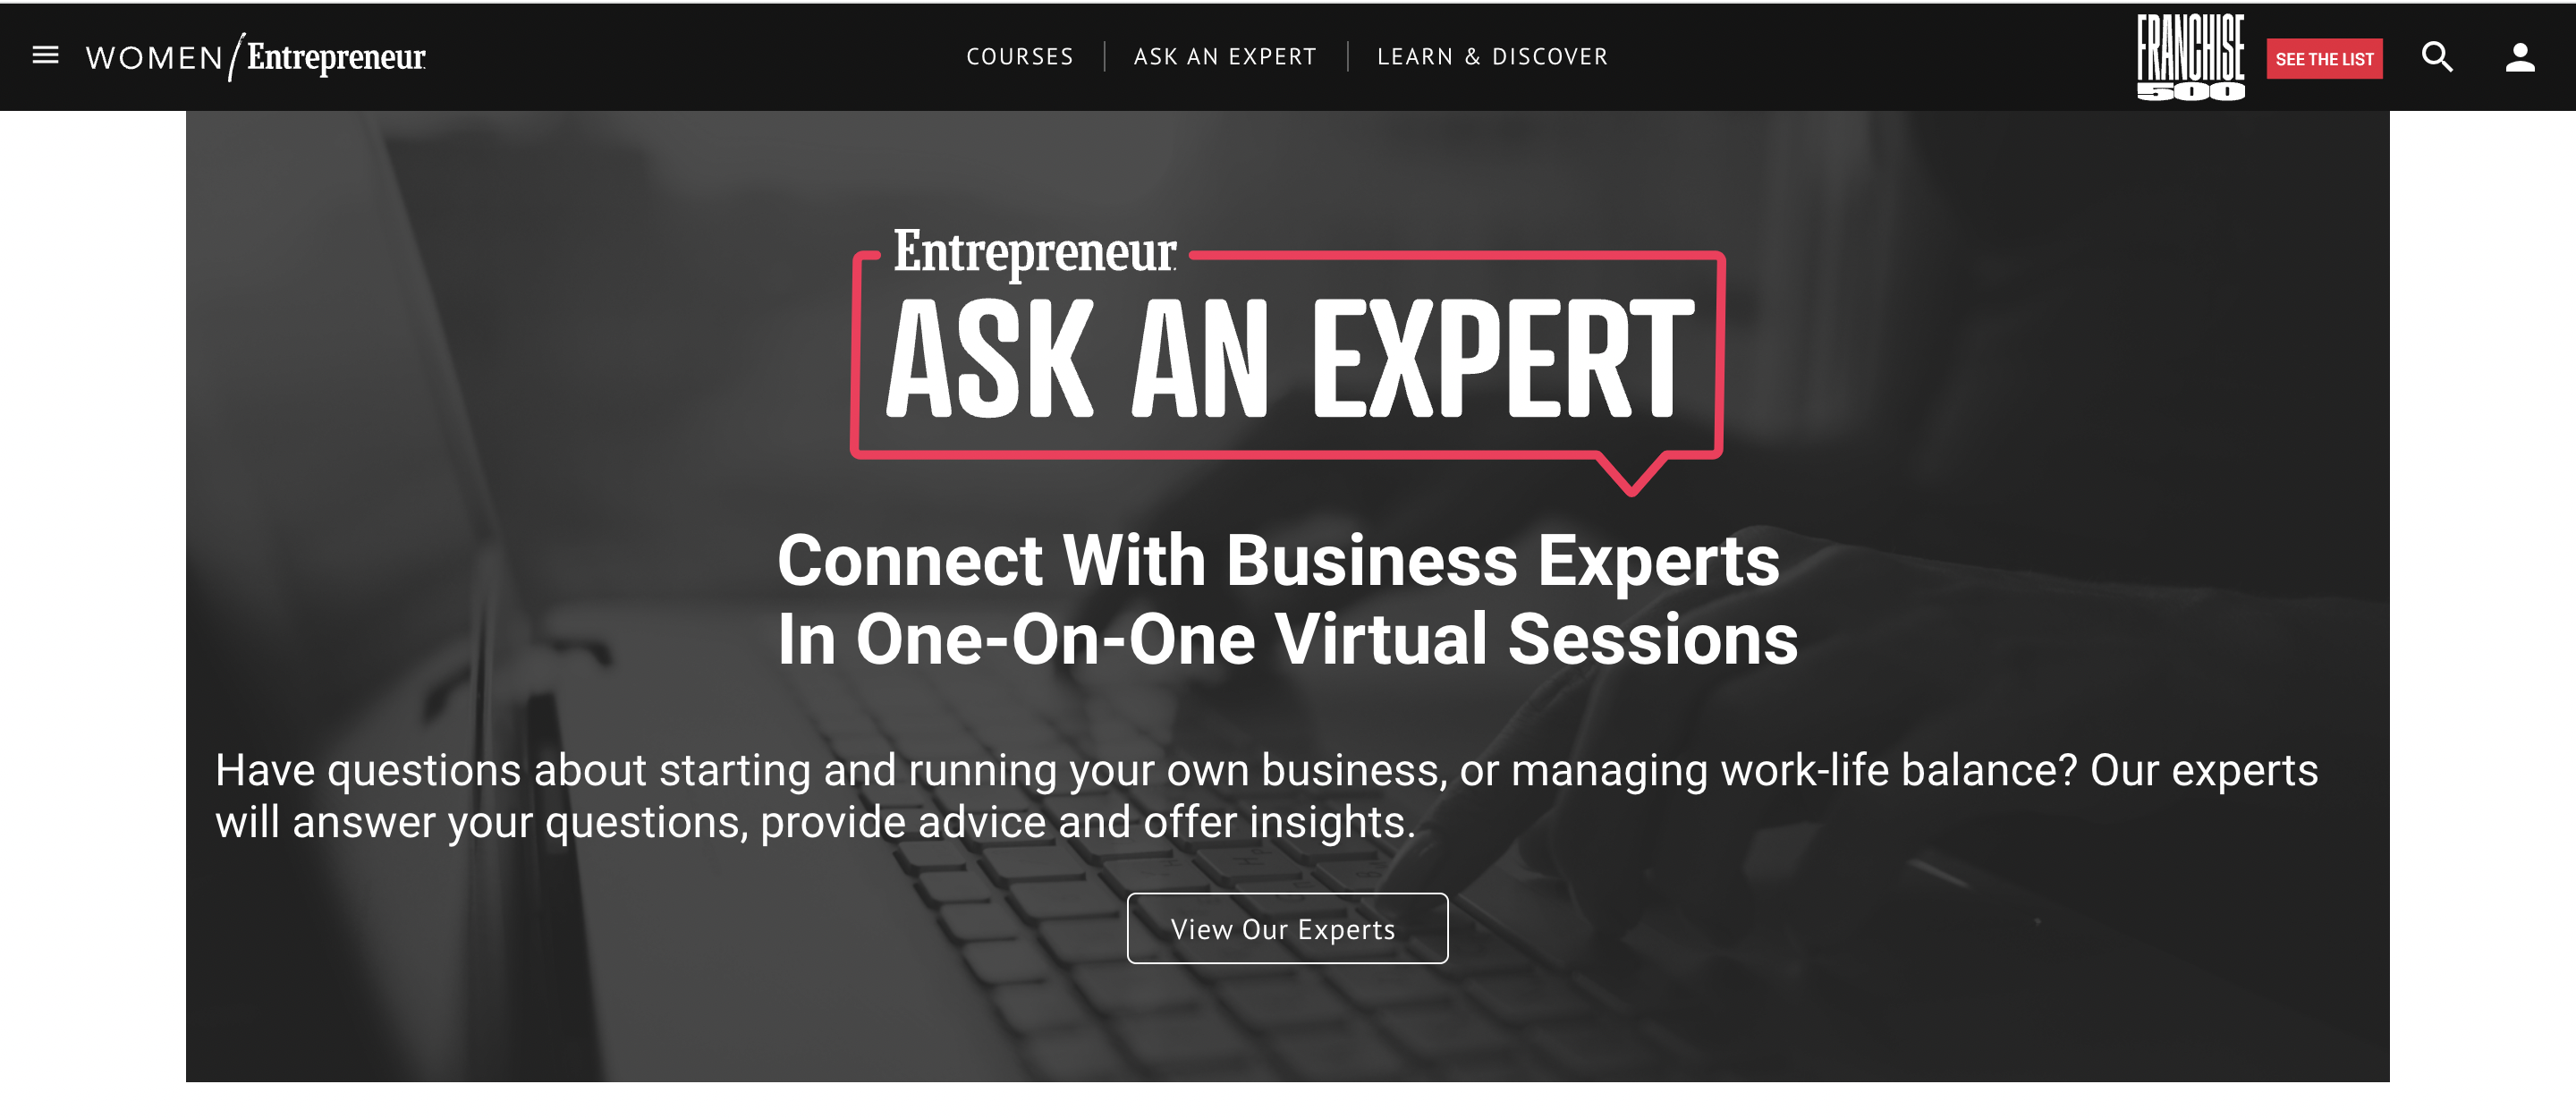 WOMEN Entrepreneur
COURSES
ASK AN EXPERT
LEARN & DISCOVER
FRANCHISE
500
SEE THE LIST
Entrepreneur
ASK AN EXPERT
Connect With Business Experts
In One-On-One Virtual Sessions
Have questions about starting and running your own business, or managing work-life balance? Our experts
will answer your questions, provide advice and offer insights.
View Our Experts